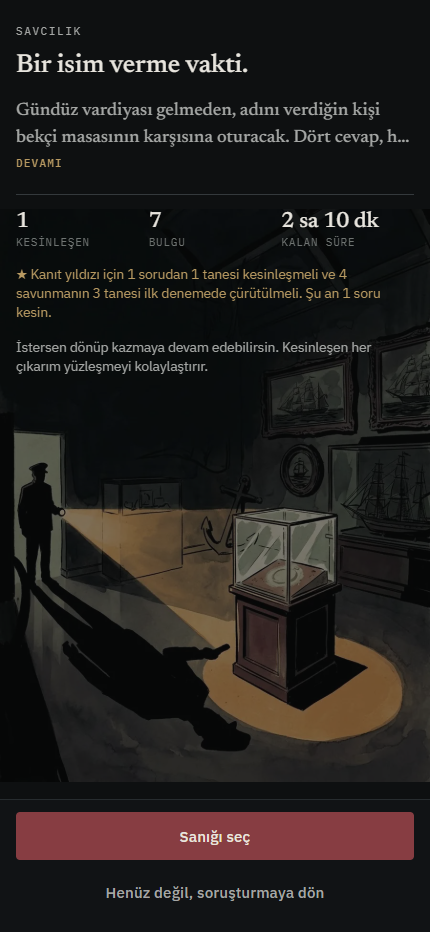 SAVCILIK
Bir isim verme vakti.
Gündüz vardiyası gelmeden, adını verdiğin kişi
bekçi masasının karşısına oturacak. Dört cevap, h...
DEVAMI
1 7 2 sa 10 dk
KESİNLEŞEN BULGU KALAN SÜRE
★ Kanıt yıldızı için 1 sorudan 1 tanesi kesinleşmeli ve 4
savunmanın 3 tanesi ilk denemede çürütülmeli. Şu an 1 soru
kesin.
İstersen dönüp kazmaya devam edebilirsin. Kesinleşen her
çıkarım yüzleşmeyi kolaylaştırır.
Sanığı seç
Henüz değil, soruşturmaya dön